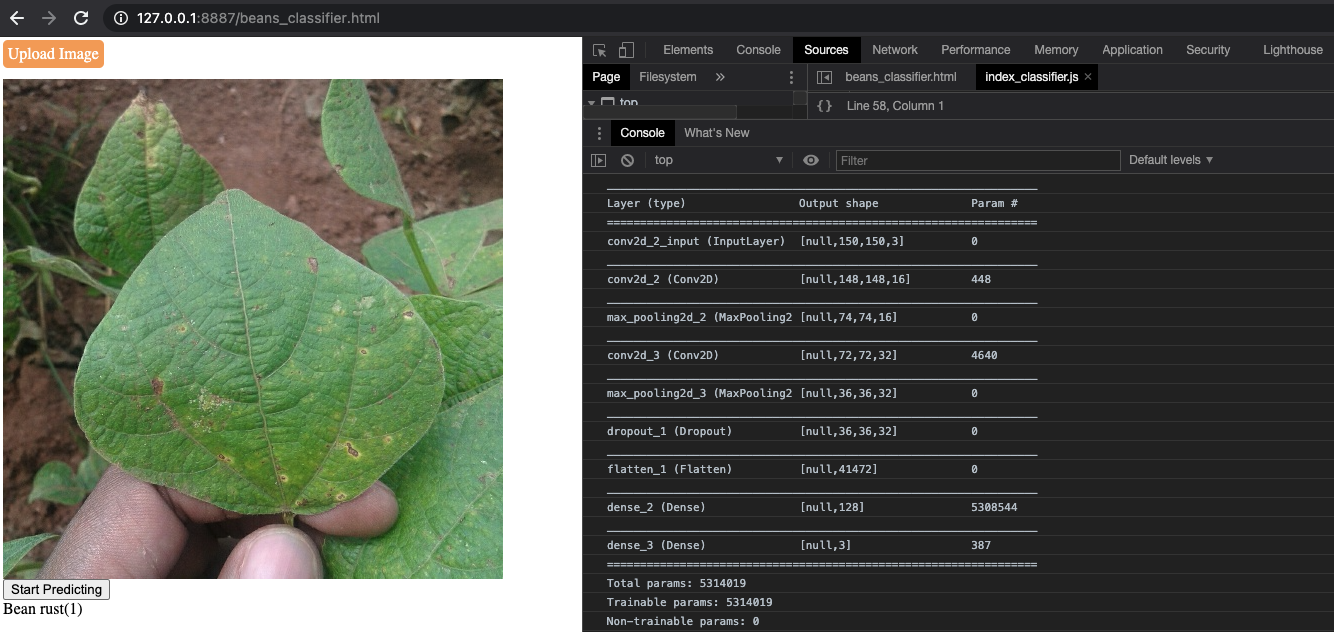 127.0.0.1:8887/beans_classifier.html
Upload Image
Start Predicting
Bean rust(1)
Elements Console Sources Network Performance Memory Application Security Lighthouse
Page Filesystem » beans_classifier.html index_classifier.js ×
top
{} Line 58, Column 1
Console What's New
top Filter Default levels
Layer (type) Output shape Param #
conv2d_2_input (InputLayer) [null,150,150,3] 0
conv2d_2 (Conv2D) [null,148,148,16] 448
max_pooling2d_2 (MaxPooling2 [null,74,74,16] 0
conv2d_3 (Conv2D) [null,72,72,32] 4640
max_pooling2d_3 (MaxPooling2 [null,36,36,32] 0
dropout_1 (Dropout) [null,36,36,32] 0
flatten_1 (Flatten) [null,41472] 0
dense_2 (Dense) [null,128] 5308544
dense_3 (Dense) [null,3] 387
Total params: 5314019
Trainable params: 5314019
Non-trainable params: 0